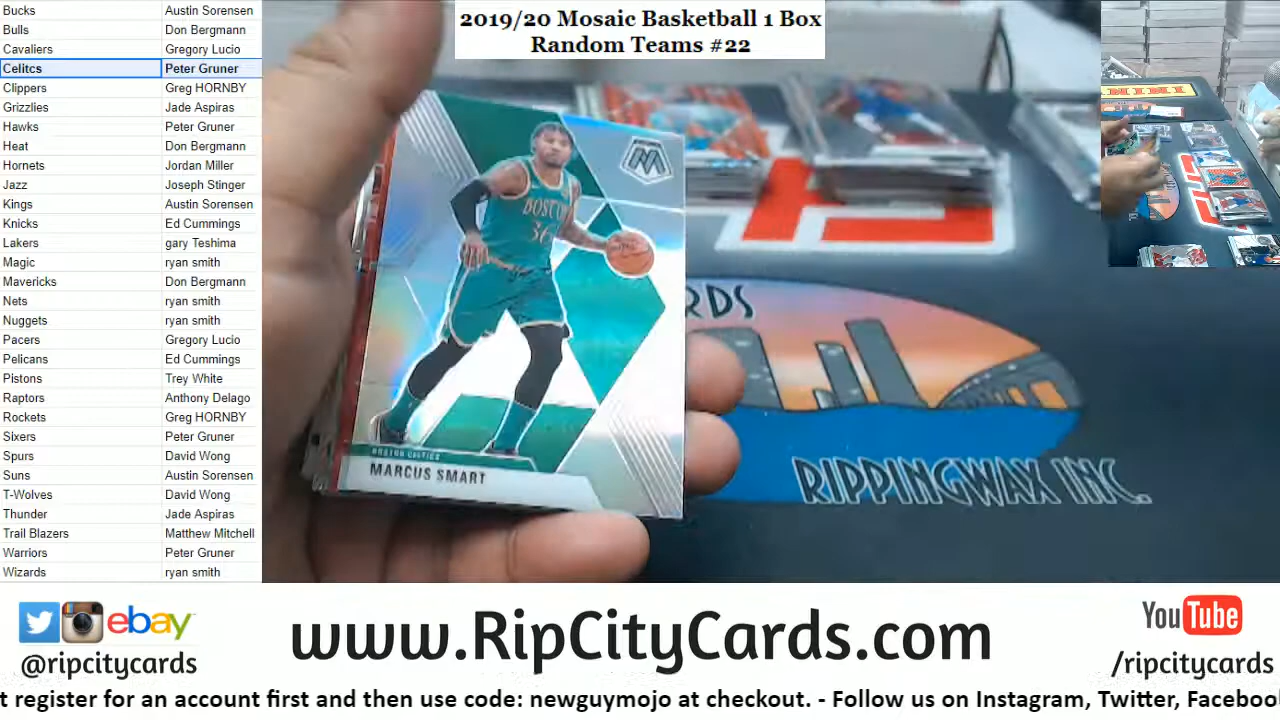 Bucks Austin Sorensen
Bulls Don Bergmann
Cavaliers Gregory Lucio
Celitcs Peter Gruner
Clippers Greg HORNBY
Grizzlies Jade Aspiras
Hawks Peter Gruner
Heat Don Bergmann
Hornets Jordan Miller
Jazz Joseph Stinger
Kings Austin Sorensen
Knicks Ed Cummings
Lakers gary Teshima
Magic ryan smith
Mavericks Don Bergmann
Nets ryan smith
Nuggets ryan smith
Pacers Gregory Lucio
Pelicans Ed Cummings
Pistons Trey White
Raptors Anthony Delago
Rockets Greg HORNBY
Sixers Peter Gruner
Spurs David Wong
Suns Austin Sorensen
T-Wolves David Wong
Thunder Jade Aspiras
Trail Blazers Matthew Mitchell
Warriors Peter Gruner
Wizards ryan smith
2019/20 Mosaic Basketball 1 Box
Random Teams #22
BOSTON
36
BOSTON CELTICS
MARCUS SMART
RDS
RIPPINGWAX INC.
ebay
@ripcitycards
www.RipCityCards.com
YouTube
/ripcitycards
t register for an account first and then use code: newguymojo at checkout. - Follow us on Instagram, Twitter, Facebook